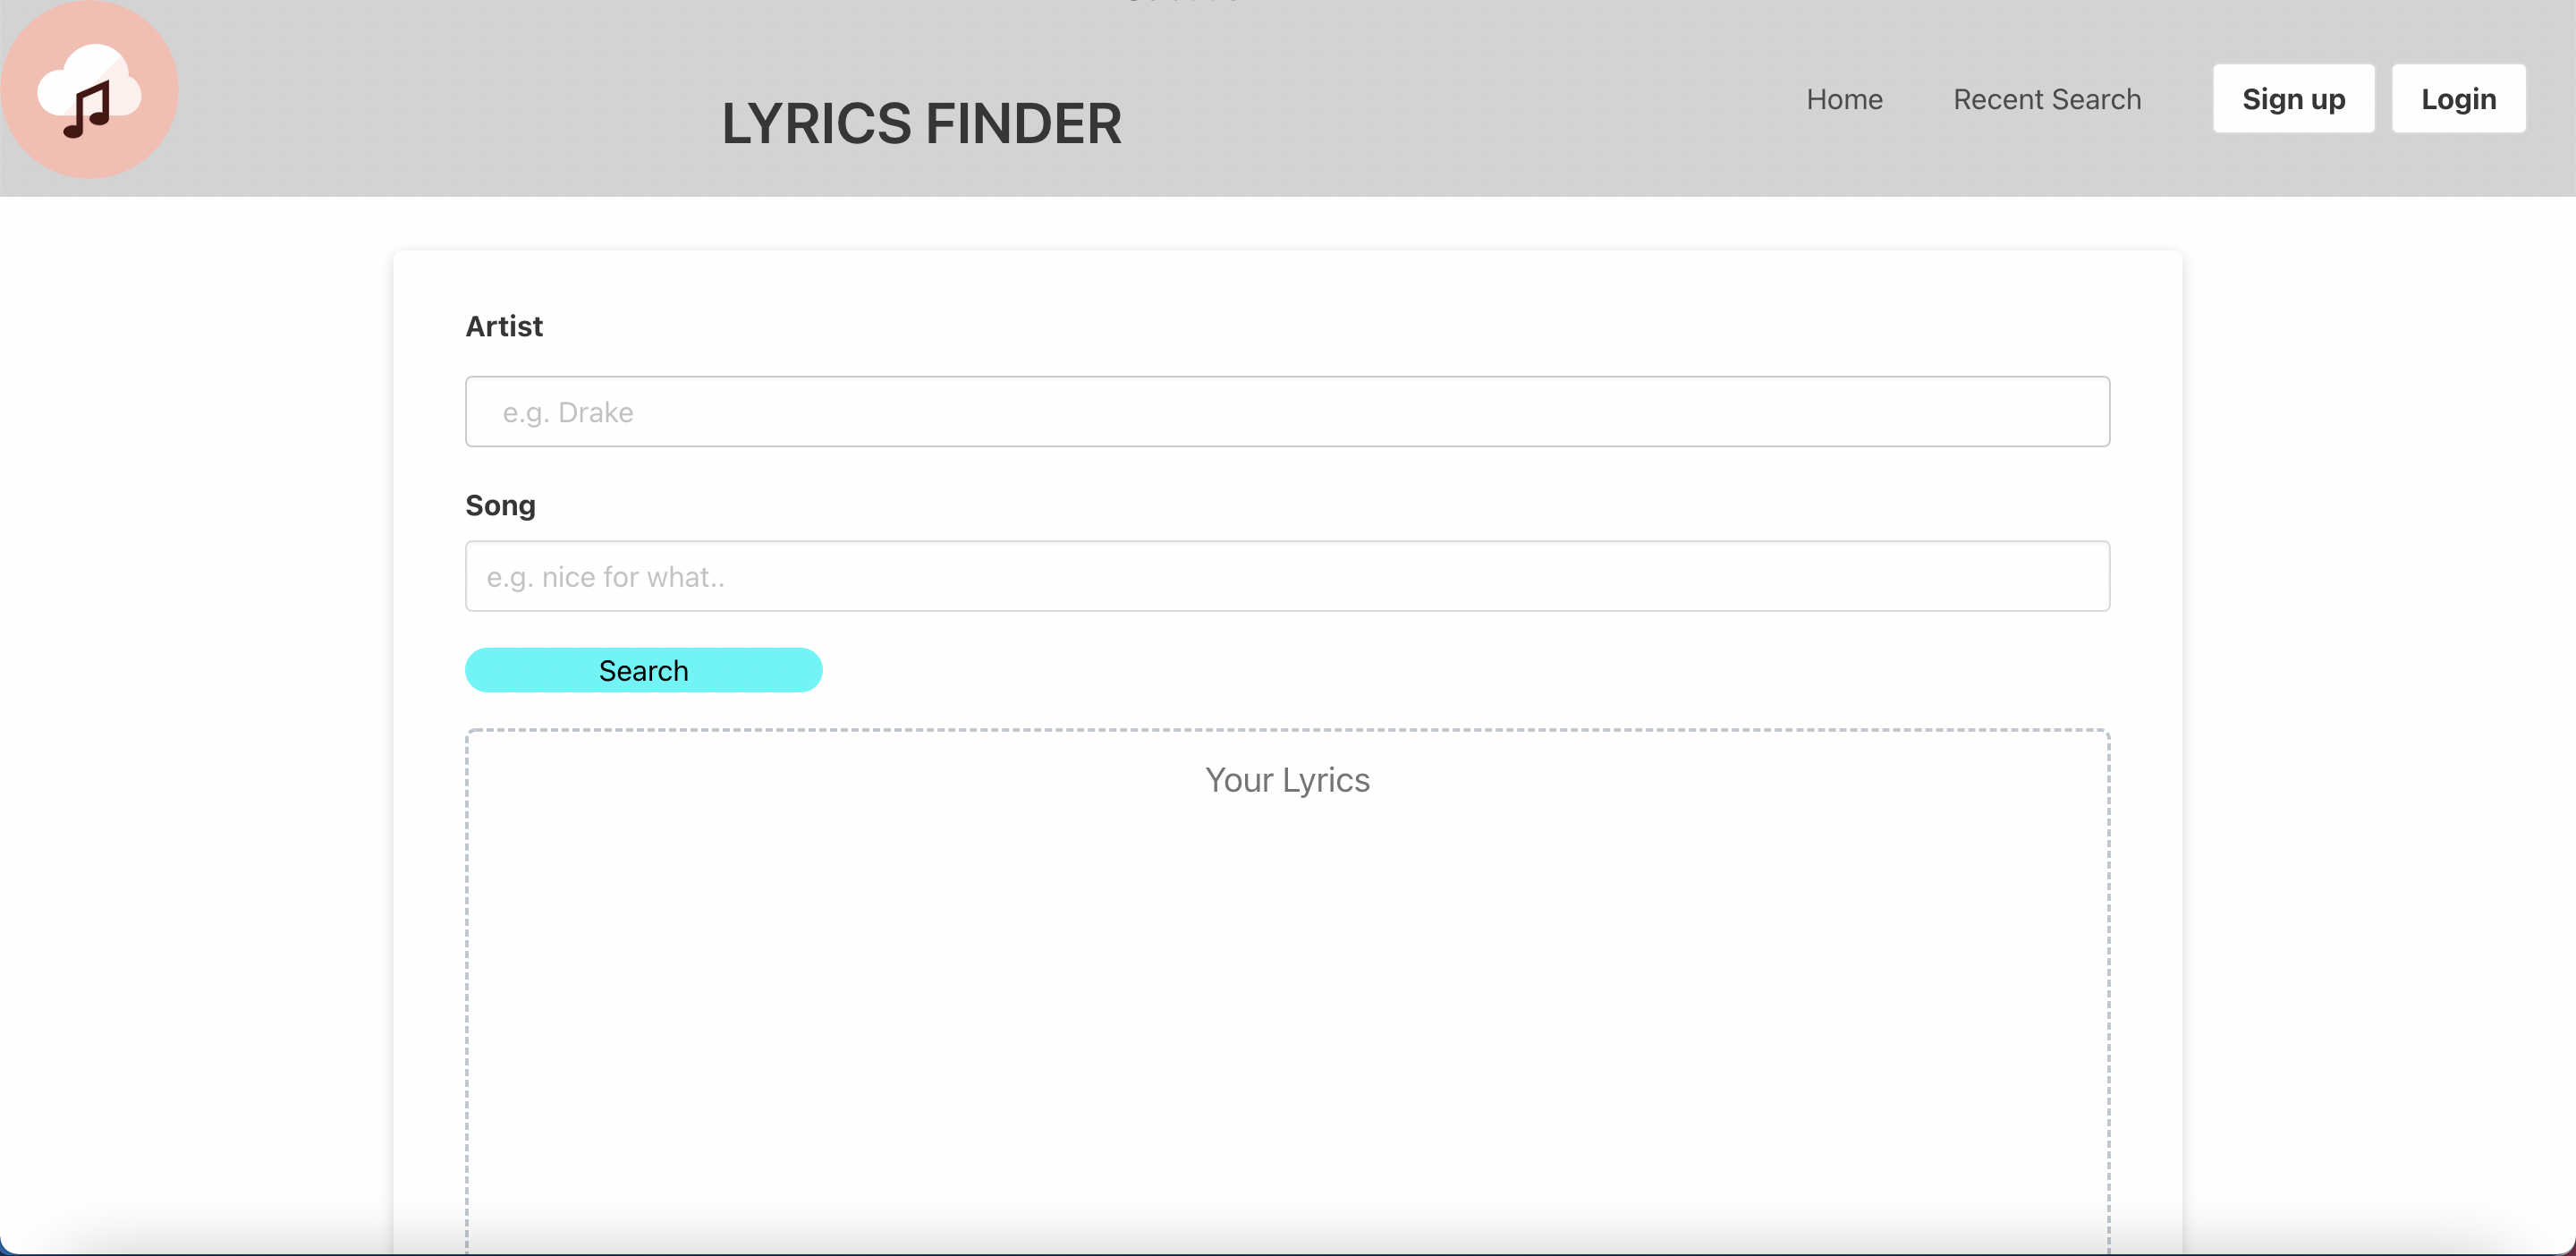 LYRICS FINDER
Home
Recent Search
Sign up
Login
Artist
e.g. Drake
Song
e.g. nice for what..
Search
Your Lyrics